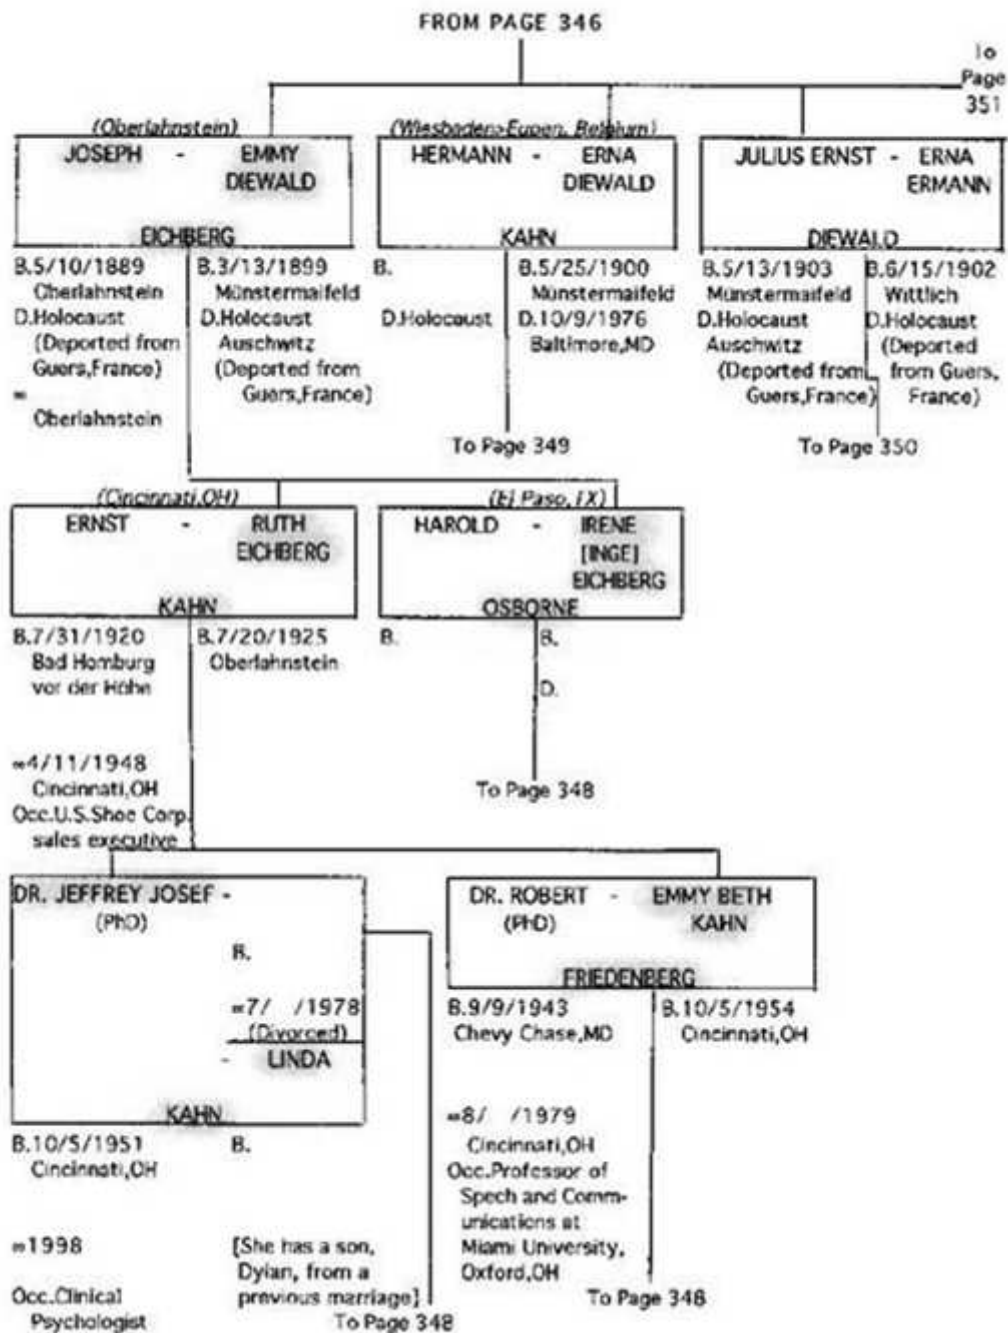 FROM PAGE 346
To
Page
351
(Oberlahnstein)
JOSEPH - EMMY
DIEWALD
EICHBERG
B.5/10/1889
Oberlahnstein
D.Holocaust
(Deported from
Guers,France)
∞
Oberlahnstein
B.3/13/1899
Münstermaifeld
D.Holocaust
Auschwitz
(Deported from
Guers,France)
(Wiesbaden>Eupen, Belgium)
HERMANN - ERNA
DIEWALD
KAHN
B.
D.Holocaust
B.5/25/1900
Münstermaifeld
D.10/9/1976
Baltimore,MD
To Page 349
JULIUS ERNST - ERNA
ERMANN
DIEWALD
B.5/13/1903
Münstermaifeld
D.Holocaust
Auschwitz
(Deported from
Guers,France)
B.6/15/1902
Wittlich
D.Holocaust
(Deported
from Guers,
France)
To Page 350
(Cincinnati,OH)
ERNST - RUTH
EICHBERG
KAHN
B.7/31/1920
Bad Homburg
vor der Höhe
B.7/20/1925
Oberlahnstein
∞4/11/1948
Cincinnati,OH
Occ.U.S.Shoe Corp.
sales executive
(El Paso,TX)
HAROLD - IRENE
[INGE]
EICHBERG
OSBORNE
B.
B.
D.
To Page 348
DR. JEFFREY JOSEF -
(PhD)
B.
∞7/ /1978
(Divorced)
- LINDA
KAHN
B.10/5/1951
Cincinnati,OH
B.
∞1998
Occ.Clinical
Psychologist
[She has a son,
Dylan, from a
previous marriage]
To Page 348
DR. ROBERT - EMMY BETH
(PhD) KAHN
FRIEDENBERG
B.9/9/1943
Chevy Chase,MD
B.10/5/1954
Cincinnati,OH
∞8/ /1979
Cincinnati,OH
Occ.Professor of
Spech and Comm-
unications at
Miami University,
Oxford,OH
To Page 348